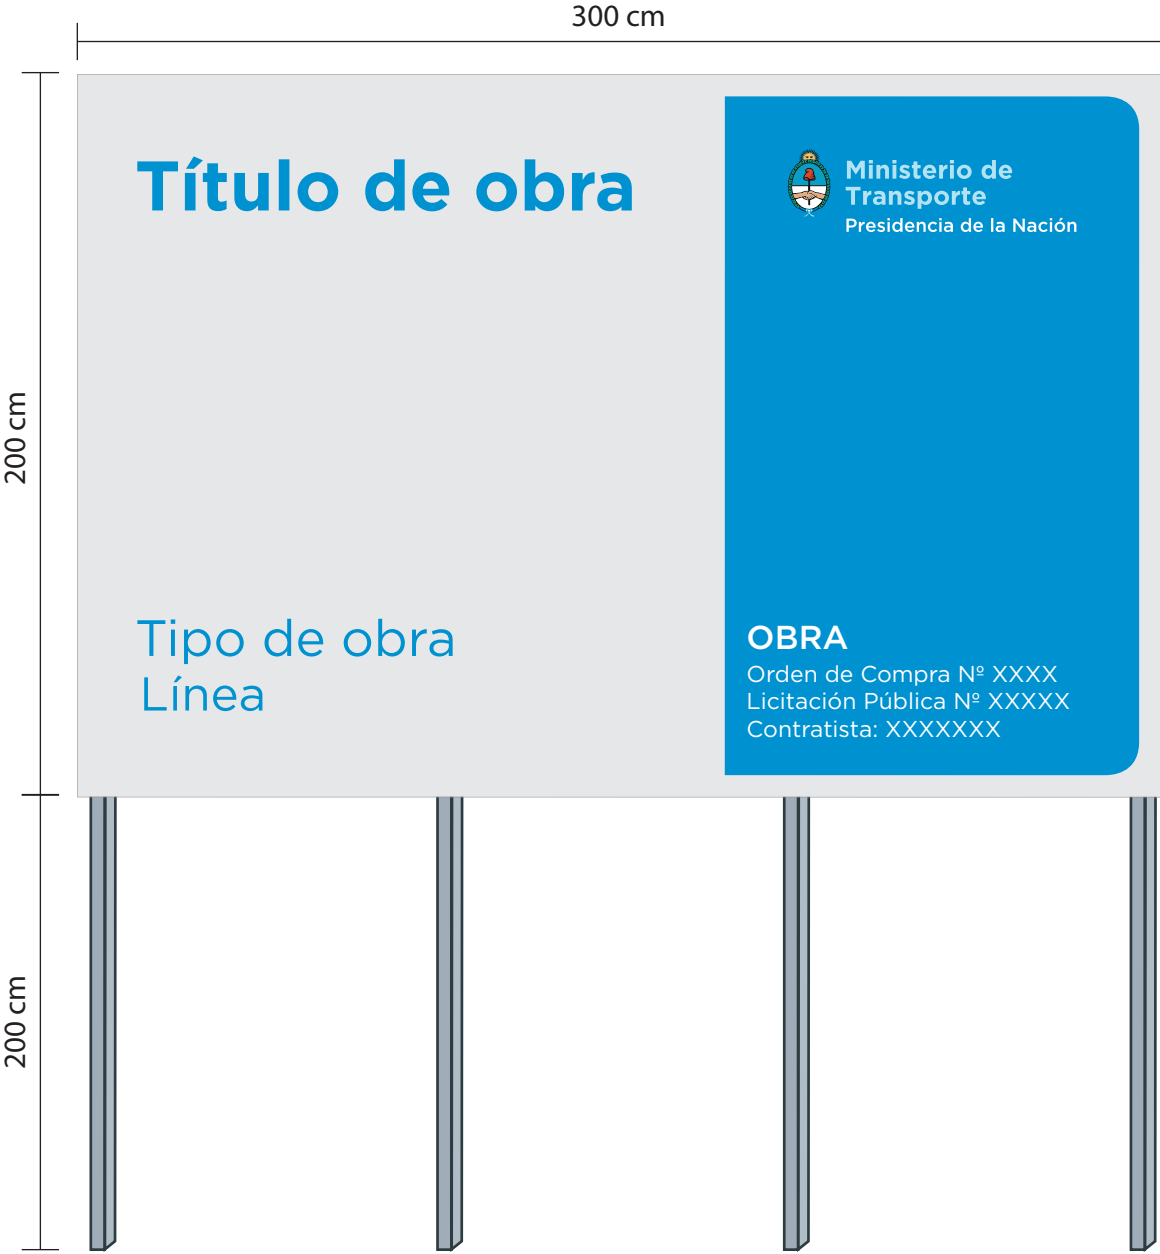 300 cm
200 cm
Título de obra
Ministerio de
Transporte
Presidencia de la Nación
Tipo de obra
Línea
OBRA
Orden de Compra Nº XXXX
Licitación Pública Nº XXXXX
Contratista: XXXXXXX
200 cm